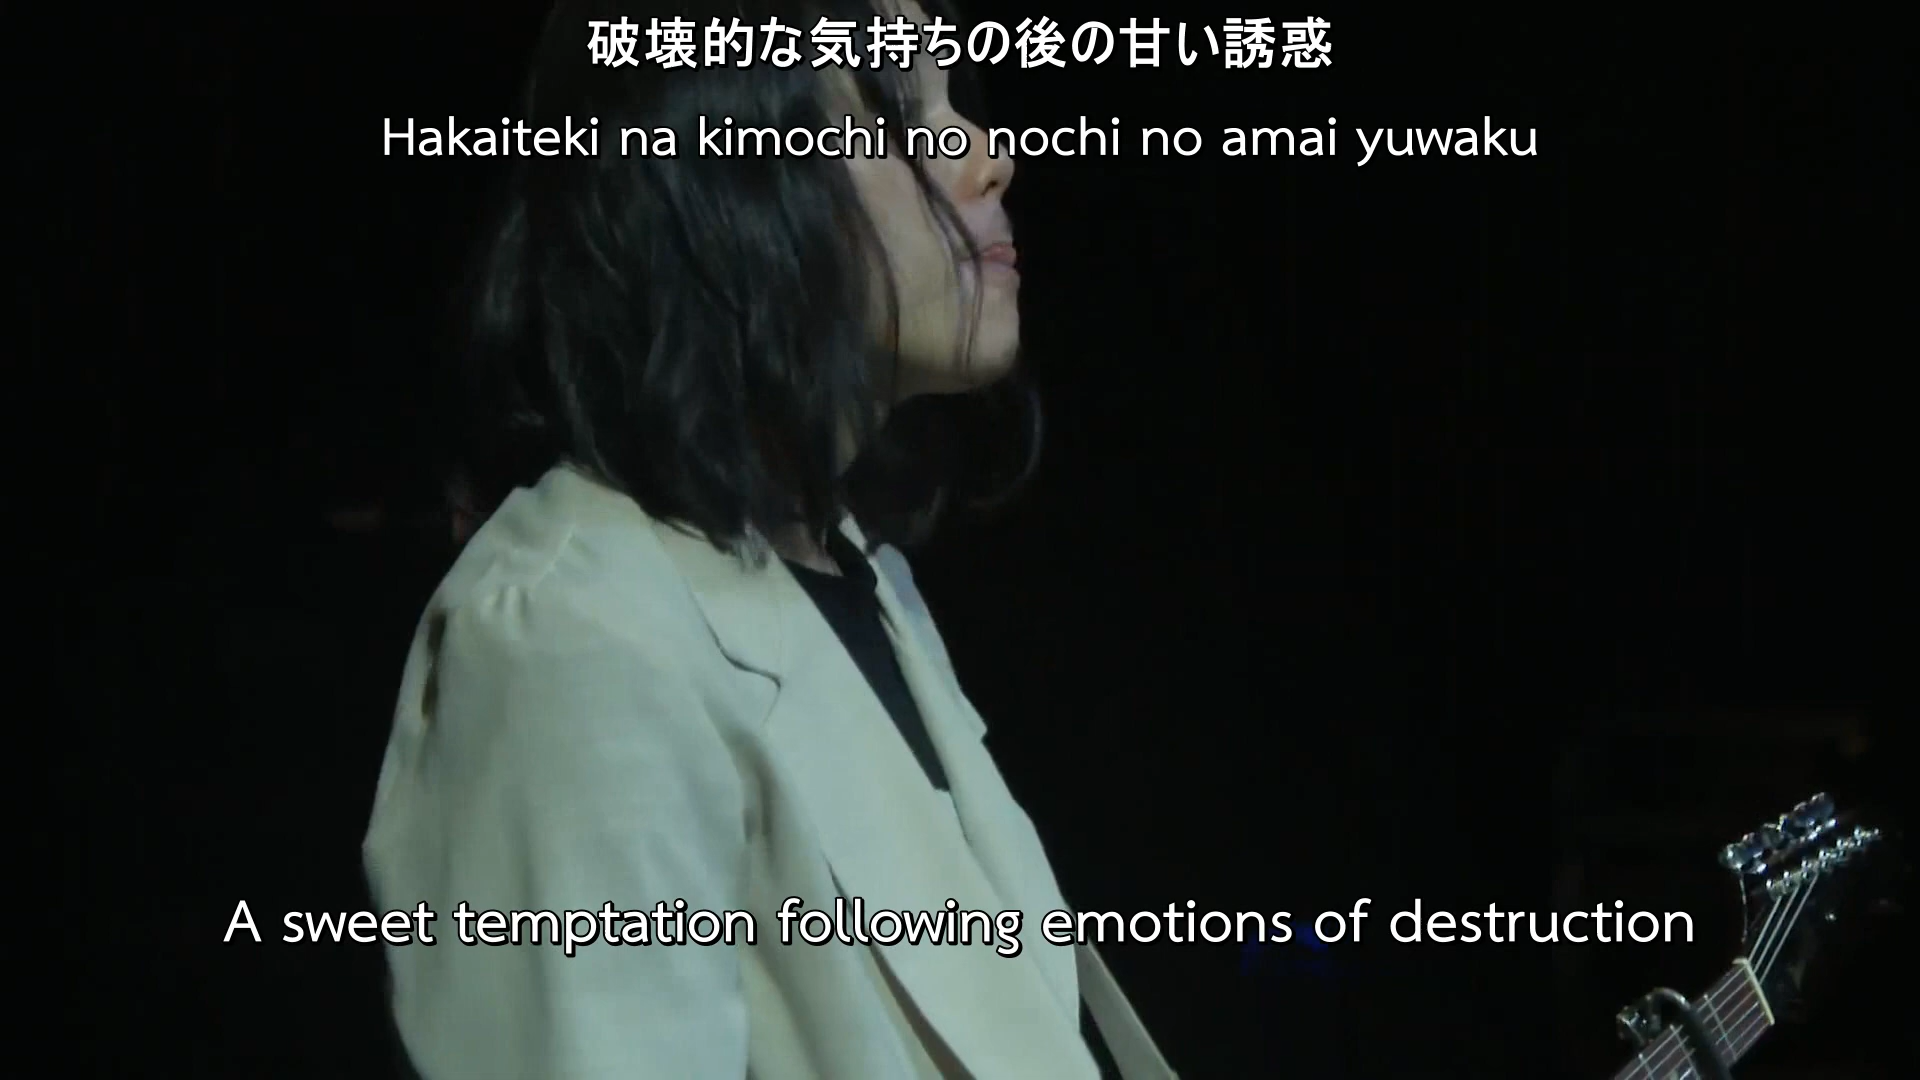 破壊的な気持ちの後の甘い誘惑
Hakaiteki na kimochi no nochi no amai yuwaku
A sweet temptation following emotions of destruction